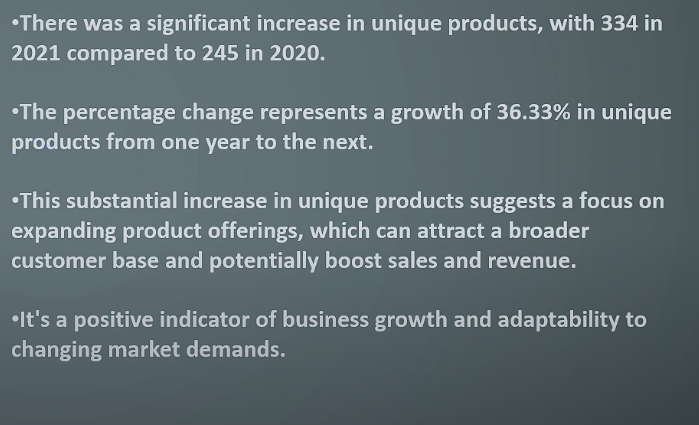 •There was a significant increase in unique products, with 334 in
2021 compared to 245 in 2020.
•The percentage change represents a growth of 36.33% in unique
products from one year to the next.
•This substantial increase in unique products suggests a focus on
expanding product offerings, which can attract a broader
customer base and potentially boost sales and revenue.
•It's a positive indicator of business growth and adaptability to
changing market demands.